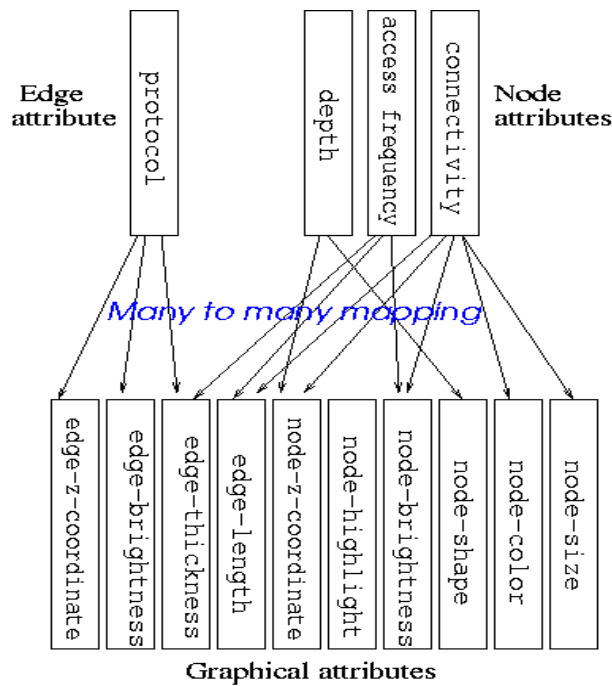 Edge
attribute
protocol
depth
access frequency
connectivity
Node
attributes
Many to many mapping
edge-z-coordinate
edge-brightness
edge-thickness
edge-length
node-z-coordinate
node-highlight
node-brightness
node-shape
node-color
node-size
Graphical attributes